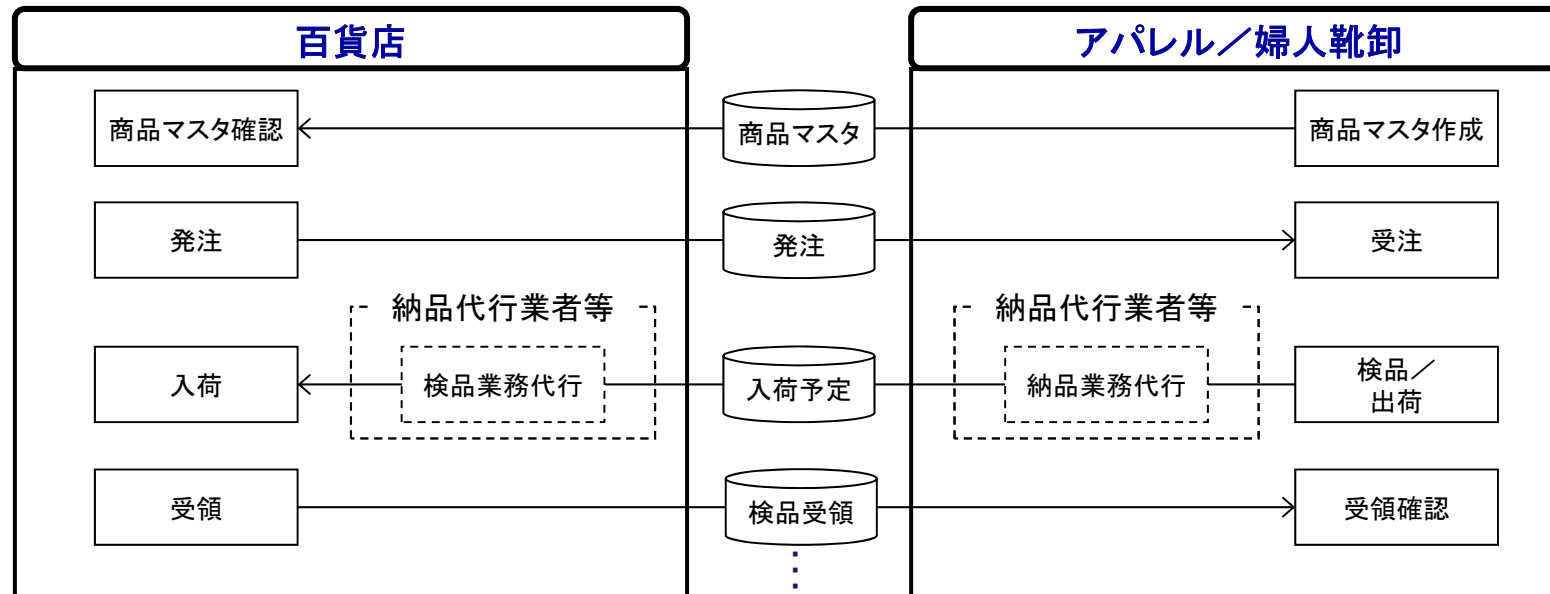 百貨店
アパレル／婦人靴卸
商品マスタ確認
商品マスタ
商品マスタ作成
発注
発注
受注
納品代行業者等
納品代行業者等
入荷
検品業務代行
入荷予定
納品業務代行
検品／
出荷
受領
検品受領
受領確認